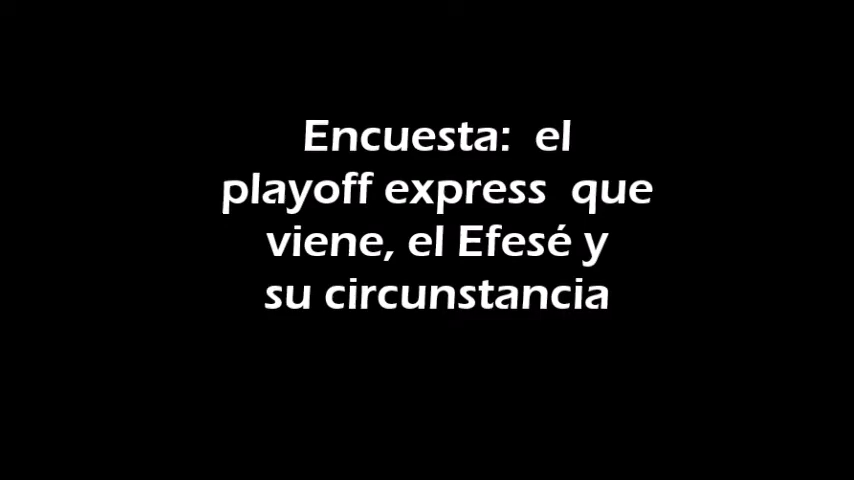 Encuesta:  el
playoff express  que
viene, el Efesé y
su circunstancia